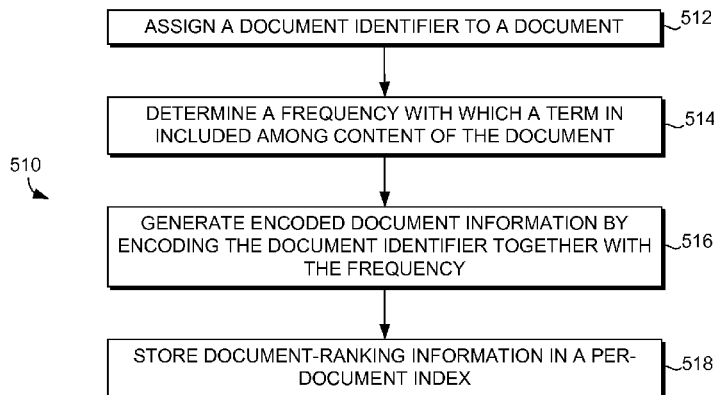 ASSIGN A DOCUMENT IDENTIFIER TO A DOCUMENT
512
DETERMINE A FREQUENCY WITH WHICH A TERM IN
INCLUDED AMONG CONTENT OF THE DOCUMENT
514
510
GENERATE ENCODED DOCUMENT INFORMATION BY
ENCODING THE DOCUMENT IDENTIFIER TOGETHER WITH
THE FREQUENCY
516
STORE DOCUMENT-RANKING INFORMATION IN A PER-
DOCUMENT INDEX
518